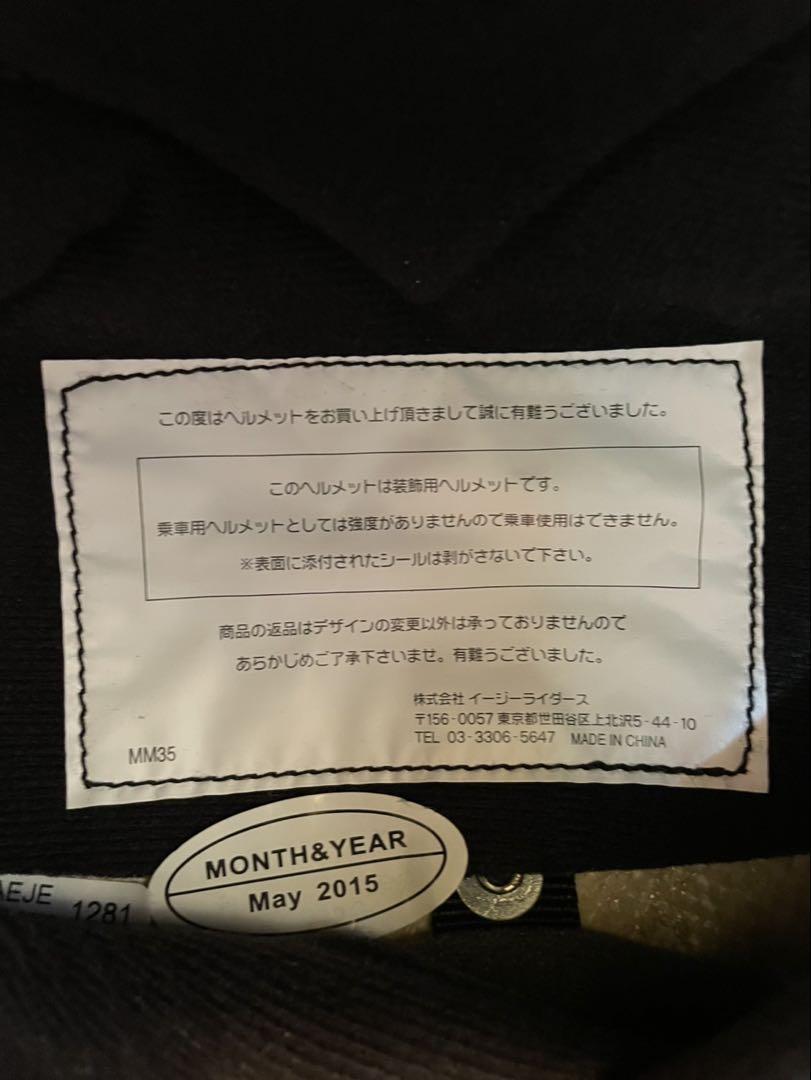 この度はヘルメットをお買い上げ頂きまして誠に有難うございました。
このヘルメットは装飾用ヘルメットです。
乗車用ヘルメットとしては強度がありませんので乗車使用はできません。
※表面に添付されたシールは剥がさないで下さい。
商品の返品はデザインの変更以外は承っておりませんので
あらかじめご了承下さいませ。有難うございました。
株式会社 イージーライダース
〒156-0057 東京都世田谷区上北沢5-44-10
TEL 03-3306-5647 MADE IN CHINA
MM35
MONTH&YEAR
May 2015
EJE 1281